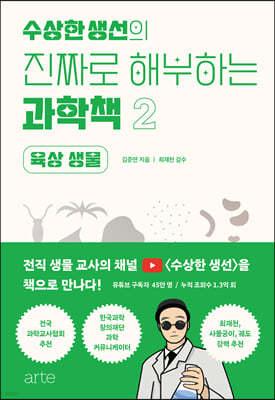 수상한 생선의
진짜로 해부하는
과학책 2
육상 생물
김준연 지음 / 최재천 감수
전직 생물 교사의 채널 <수상한 생선>을
책으로 만나다!
유튜브 구독자 45만 명 / 누적 조회수 1.3억 회
전국
과학교사협회
추천
한국과학
창의재단
과학
커뮤니케이터
최재천,
사물궁이, 궤도
강력 추천
arte